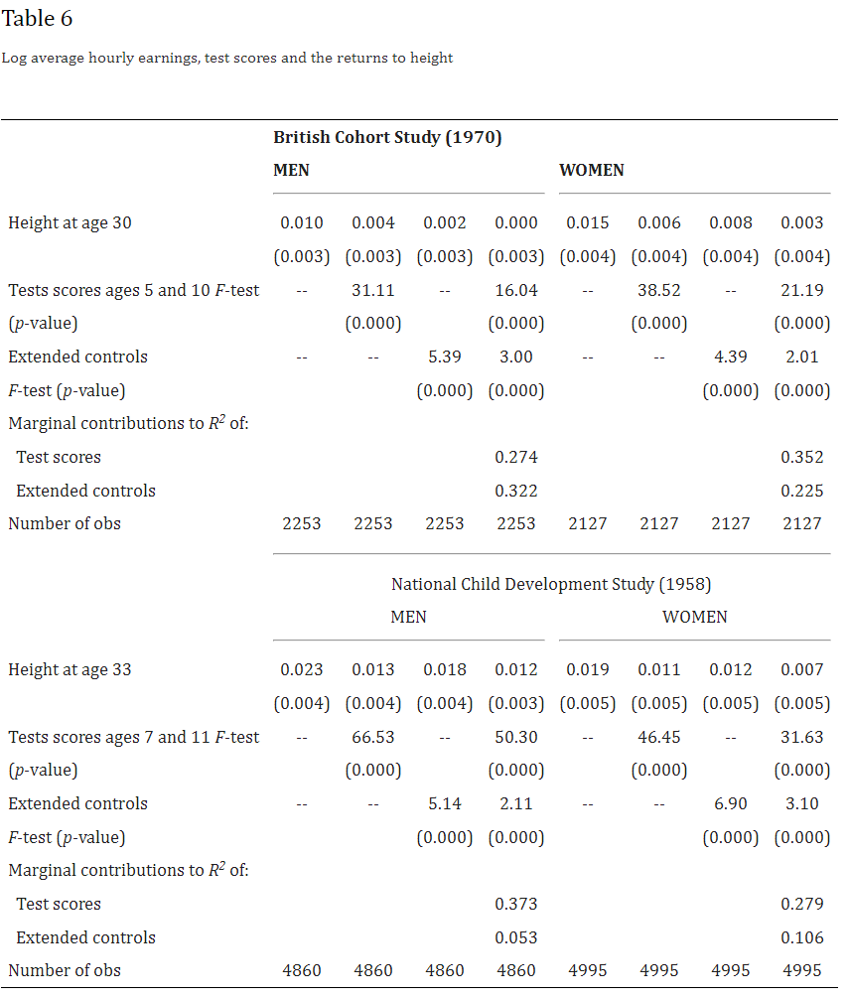 Table 6
Log average hourly earnings, test scores and the returns to height
British Cohort Study (1970)
MEN WOMEN
Height at age 30 0.010 0.004 0.002 0.000 0.015 0.006 0.008 0.003
(0.003) (0.003) (0.003) (0.003) (0.004) (0.004) (0.004) (0.004)
Tests scores ages 5 and 10 F-test -- 31.11 -- 16.04 -- 38.52 -- 21.19
(p-value) (0.000) (0.000) (0.000) (0.000)
Extended controls -- -- 5.39 3.00 -- -- 4.39 2.01
F-test (p-value) (0.000) (0.000) (0.000) (0.000)
Marginal contributions to R2 of:
Test scores 0.274 0.352
Extended controls 0.322 0.225
Number of obs 2253 2253 2253 2253 2127 2127 2127 2127
National Child Development Study (1958)
MEN WOMEN
Height at age 33 0.023 0.013 0.018 0.012 0.019 0.011 0.012 0.007
(0.004) (0.004) (0.004) (0.003) (0.005) (0.005) (0.005) (0.005)
Tests scores ages 7 and 11 F-test -- 66.53 -- 50.30 -- 46.45 -- 31.63
(p-value) (0.000) (0.000) (0.000) (0.000)
Extended controls -- -- 5.14 2.11 -- -- 6.90 3.10
F-test (p-value) (0.000) (0.000) (0.000) (0.000)
Marginal contributions to R2 of:
Test scores 0.373 0.279
Extended controls 0.053 0.106
Number of obs 4860 4860 4860 4860 4995 4995 4995 4995